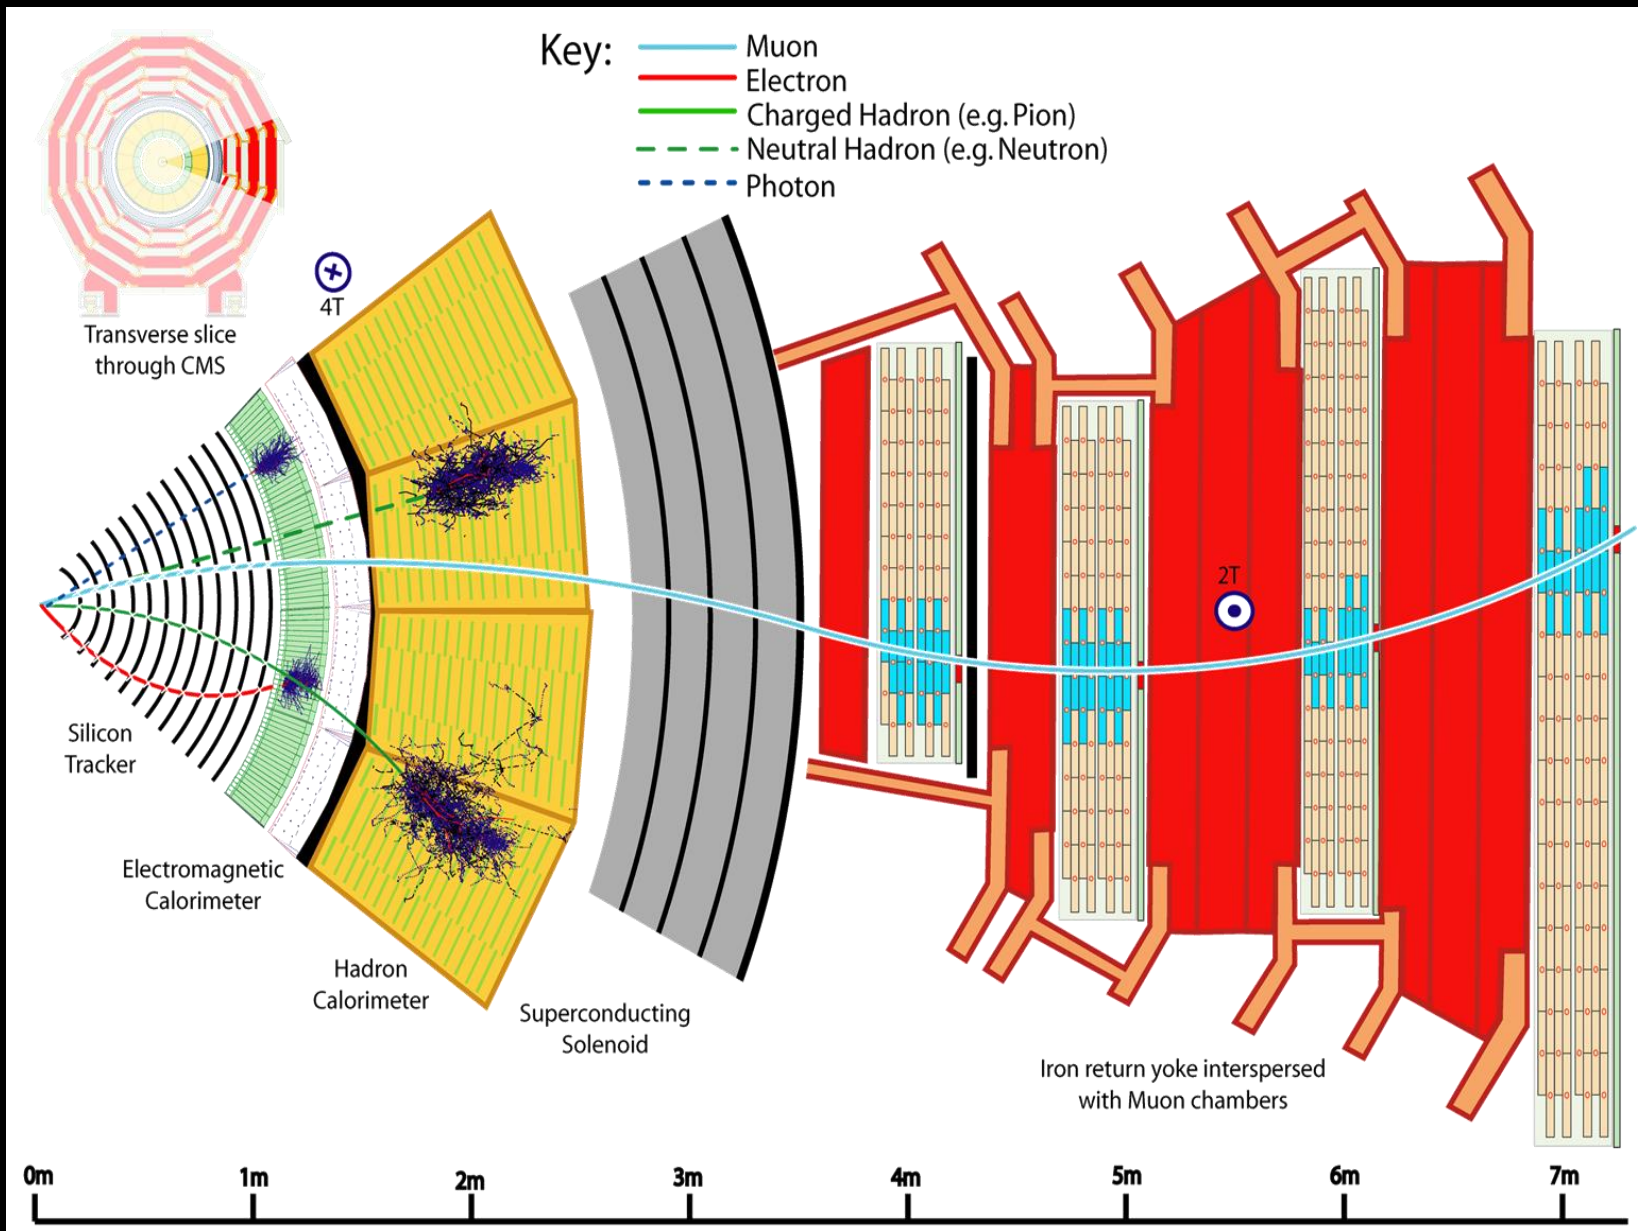 Key:
Muon
Electron
Charged Hadron (e.g. Pion)
Neutral Hadron (e.g. Neutron)
Photon
Transverse slice
through CMS
4T
2T
Silicon
Tracker
Electromagnetic
Calorimeter
Hadron
Calorimeter
Superconducting
Solenoid
Iron return yoke interspersed
with Muon chambers
0m 1m 2m 3m 4m 5m 6m 7m